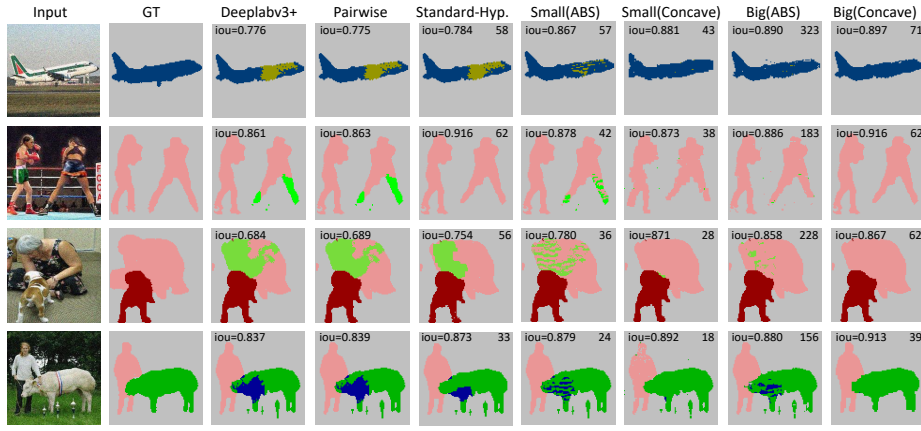 Input GT Deeplabv3+ Pairwise Standard-Hyp. Small(ABS) Small(Concave) Big(ABS) Big(Concave)
iou=0.776 iou=0.775 iou=0.784 58 iou=0.867 57 iou=0.881 43 iou=0.890 323 iou=0.897 71
iou=0.861 iou=0.863 iou=0.916 62 iou=0.878 42 iou=0.873 38 iou=0.886 183 iou=0.916 62
iou=0.684 iou=0.689 iou=0.754 56 iou=0.780 36 iou=871 28 iou=0.858 228 iou=0.867 62
iou=0.837 iou=0.839 iou=0.873 33 iou=0.879 24 iou=0.892 18 iou=0.880 156 iou=0.913 39